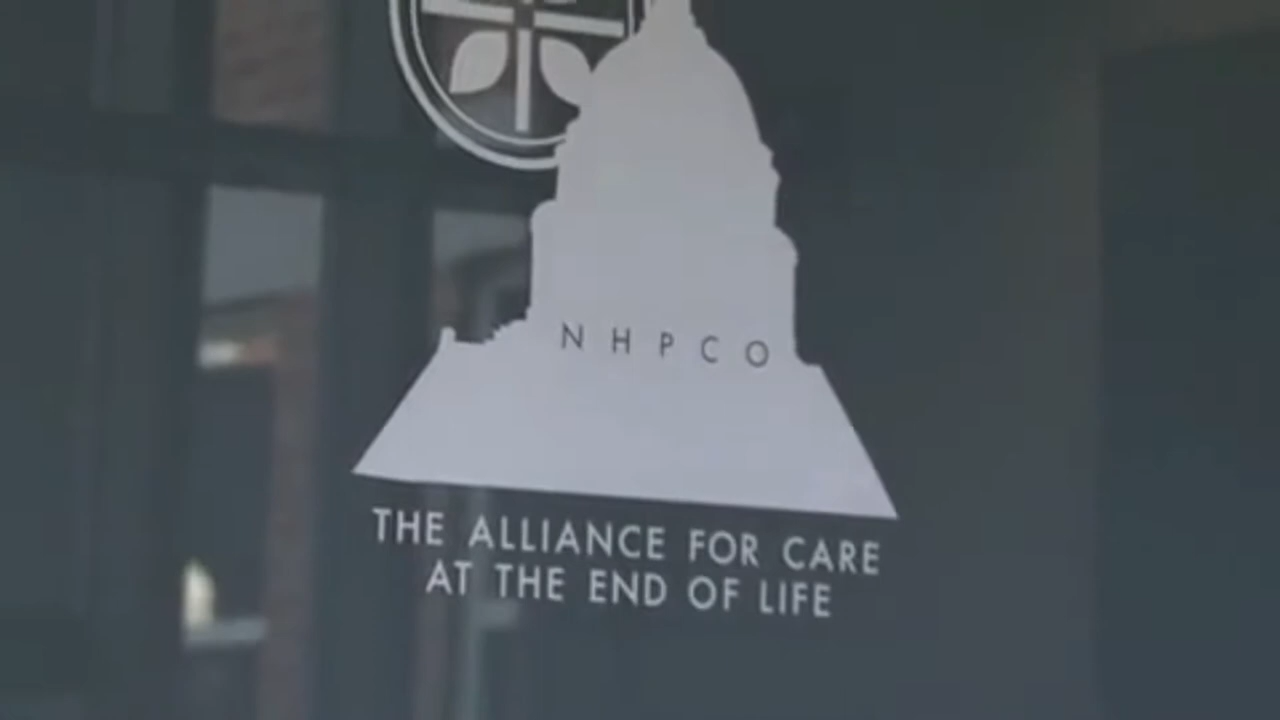 NHPCO
THE ALLIANCE FOR CARE
AT THE END OF LIFE